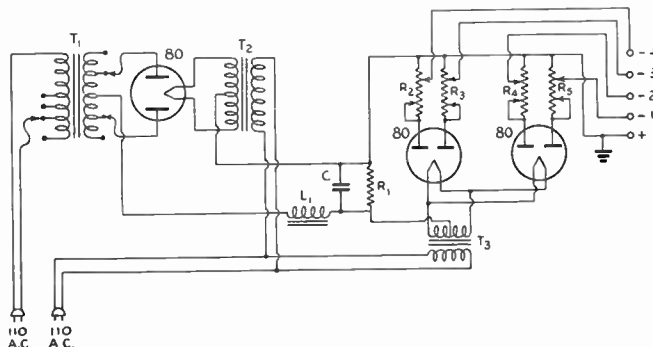 T₁
80
T₂
R₂
R₃
R₄
R₅
80
80
-3
-2
+
C
R₁
L₁
T₃
110
A.C.
110
A.C.